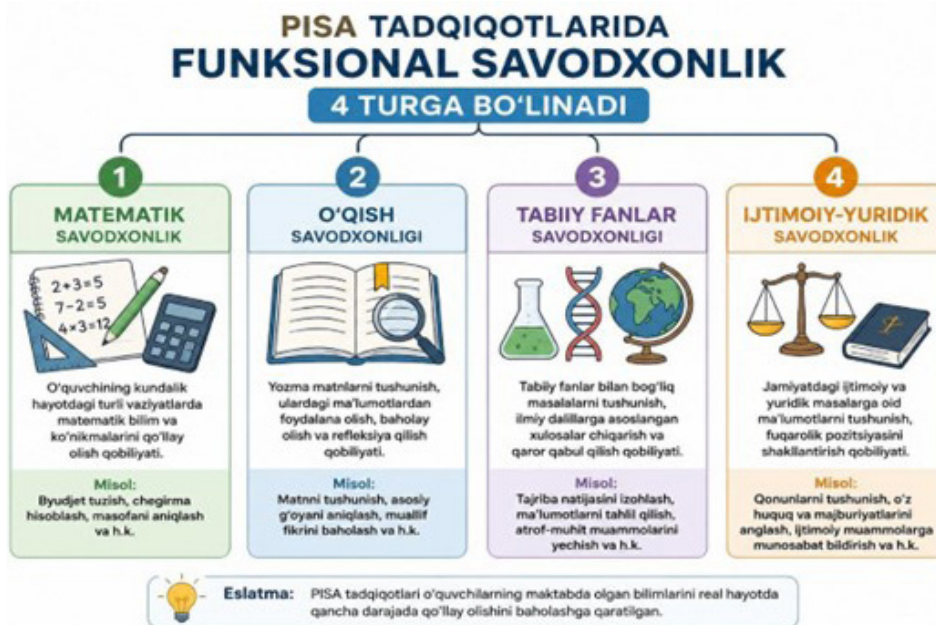 PISA TADQIQOTLARIDA
FUNKSIONAL SAVODXONLIK
4 TURGA BO‘LINADI
1
MATEMATIK
SAVODXONLIK
2+3=5
7-2=5
4×3=12
O‘quvchining kundalik
hayotdagi turli vaziyatlarda
matematik bilim va
ko‘nikmalarini qo‘llay
olish qobiliyati.
Misol:
Byudjet tuzish, chegirma
hisoblash, masofani aniqlash
va h.k.
2
O‘QISH
SAVODXONLIGI
Yozma matnlarni tushunish,
ulardagi ma’lumotlardan
foydalana olish, baholay
olish va refleksiya qilish
qobiliyati.
Misol:
Matnni tushunish, asosiy
g‘oyani aniqlash, muallif
fikrini baholash va h.k.
3
TABIIY FANLAR
SAVODXONLIGI
Tabiiy fanlar bilan bog‘liq
masalalarni tushunish,
ilmiy dalillarga asoslangan
xulosalar chiqarish va
qaror qabul qilish qobiliyati.
Misol:
Tajriba natijasini izohlash,
ma’lumotlarni tahlil qilish,
atrof-muhit muammolarini
yechish va h.k.
4
IJTIMOIY-YURIDIK
SAVODXONLIK
Jamiyatdagi ijtimoiy va
yuridik masalarga oid
ma’lumotlarni tushunish,
fuqarolik pozitsiyasini
shakllantirish qobiliyati.
Misol:
Qonunlarni tushunish, o‘z
huquq va majburiyatlarini
anglash, ijtimoiy muammolarga
munosabat bildirish va h.k.
Eslatma: PISA tadqiqotlari o‘quvchilarning maktabda olgan bilimlarini real hayotda
qancha darajada qo‘llay olishini baholashga qaratilgan.